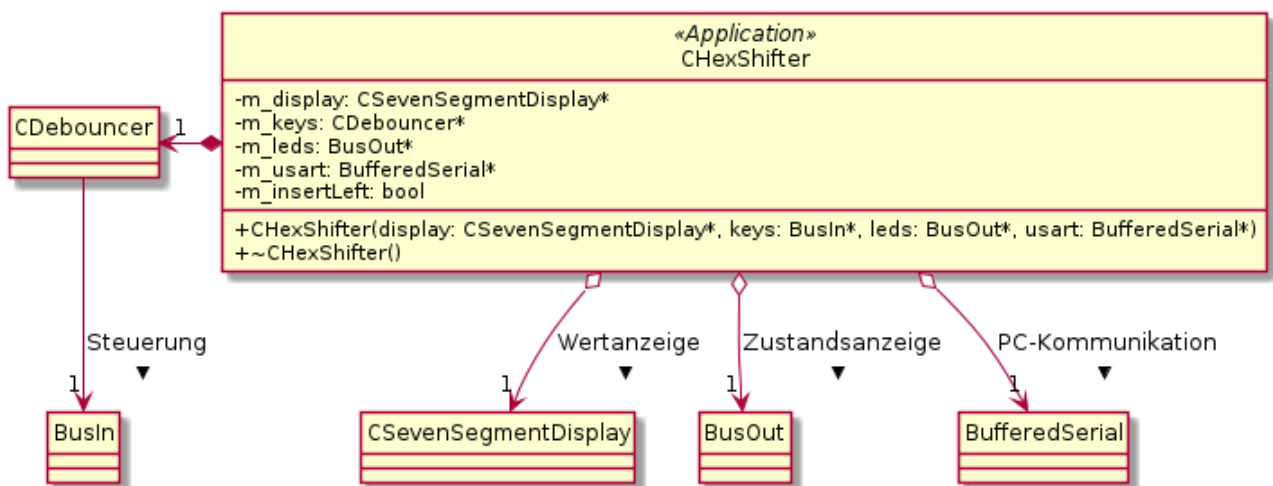 «Application»
CHexShifter
-m_display: CSevenSegmentDisplay*
-m_keys: CDebouncer*
-m_leds: BusOut*
-m_usart: BufferedSerial*
-m_insertLeft: bool
+CHexShifter(display: CSevenSegmentDisplay*, keys: BusIn*, leds: BusOut*, usart: BufferedSerial*)
+~CHexShifter()
CDebouncer
1
Steuerung
1
Wertanzeige
1
Zustandsanzeige
1
PC-Kommunikation
1
BusIn
CSevenSegmentDisplay
BusOut
BufferedSerial